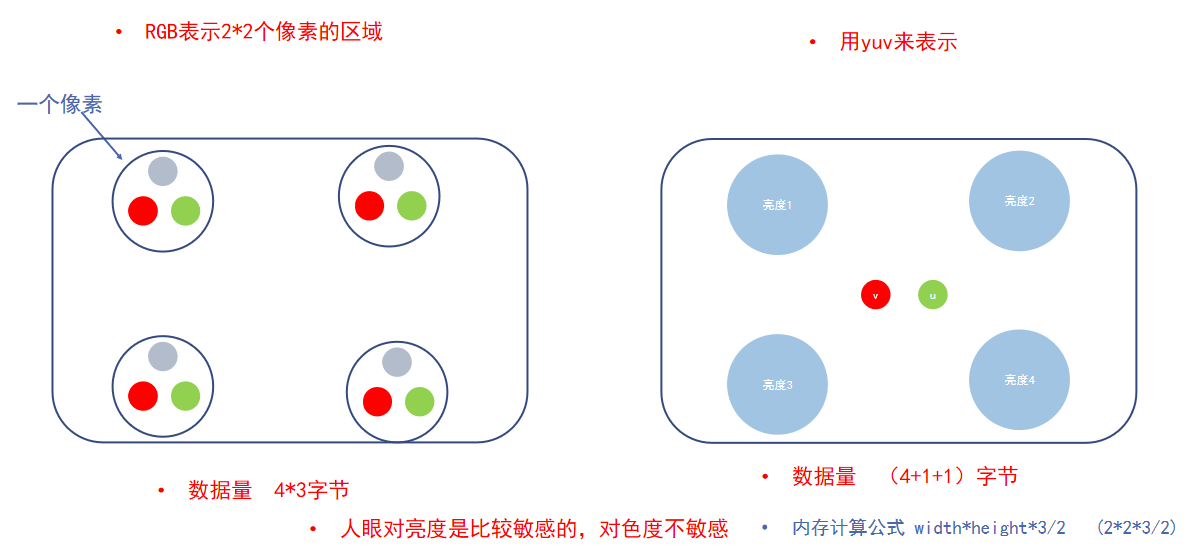 • RGB表示2*2个像素的区域
• 用yuv来表示
一个像素
亮度1
亮度2
v
u
亮度3
亮度4
• 数据量 4*3字节
• 数据量 （4+1+1）字节
• 人眼对亮度是比较敏感的，对色度不敏感
• 内存计算公式 width*height*3/2 (2*2*3/2)